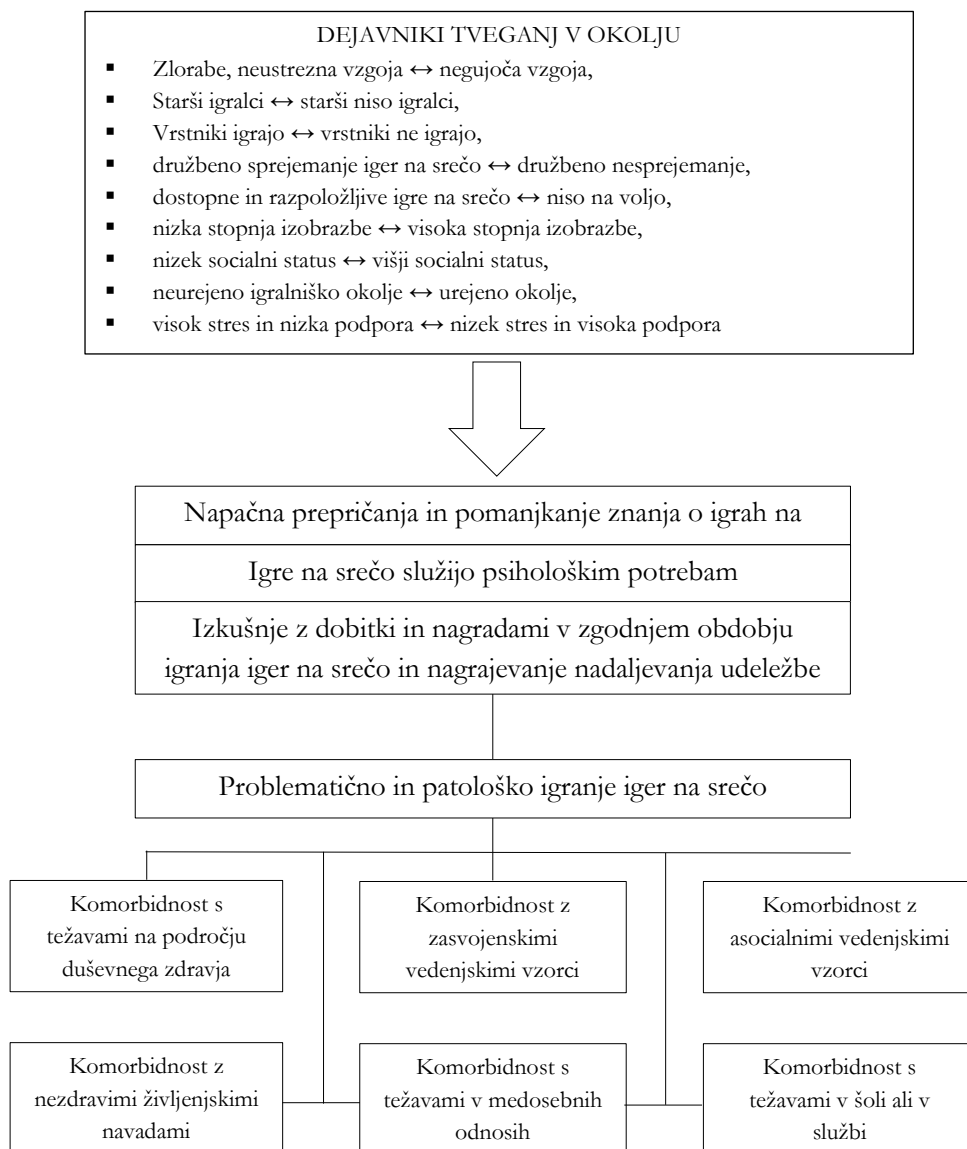 DEJAVNIKI TVEGANJ V OKOLJU
▪ Zlorabe, neustrezna vzgoja ↔ negujoča vzgoja,
▪ Starši igralci ↔ starši niso igralci,
▪ Vrstniki igrajo ↔ vrstniki ne igrajo,
▪ družbeno sprejemanje iger na srečo ↔ družbeno nesprejemanje,
▪ dostopne in razpoložljive igre na srečo ↔ niso na voljo,
▪ nizka stopnja izobrazbe ↔ visoka stopnja izobrazbe,
▪ nizek socialni status ↔ višji socialni status,
▪ neurejeno igralniško okolje ↔ urejeno okolje,
▪ visok stres in nizka podpora ↔ nizek stres in visoka podpora
Napačna prepričanja in pomanjkanje znanja o igrah na
Igre na srečo služijo psihološkim potrebam
Izkušnje z dobitki in nagradami v zgodnjem obdobju
igranja iger na srečo in nagrajevanje nadaljevanja udeležbe
Problematično in patološko igranje iger na srečo
Komorbidnost s
težavami na področju
duševnega zdravja
Komorbidnost z
zasvojenskimi
vedenjskimi vzorci
Komorbidnost z
asocialnimi vedenjskimi
vzorci
Komorbidnost z
nezdravimi življenjskimi
navadami
Komorbidnost s
težavami v medosebnih
odnosih
Komorbidnost s
težavami v šoli ali v
službi